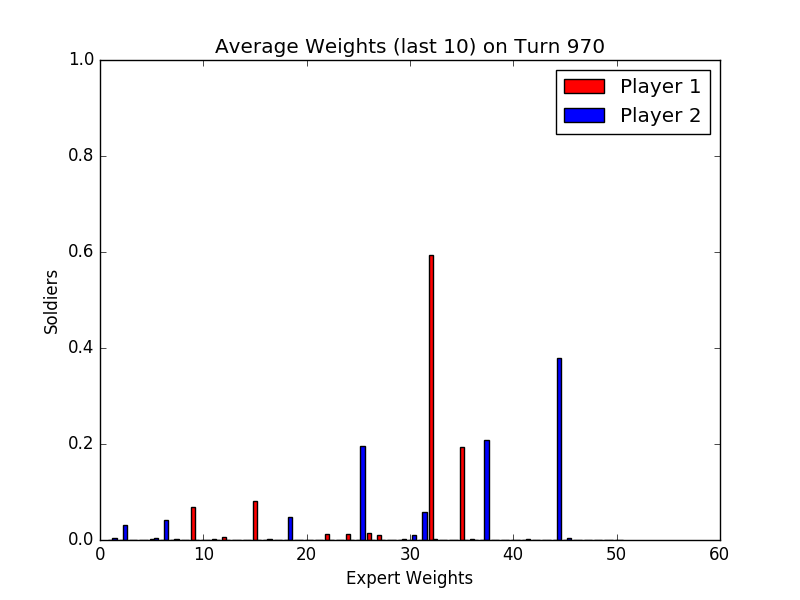 Average Weights (last 10) on Turn 970
1.0
0.8
0.6
0.4
0.2
0.0
Soldiers
Player 1
Player 2
0 10 20 30 40 50 60
Expert Weights